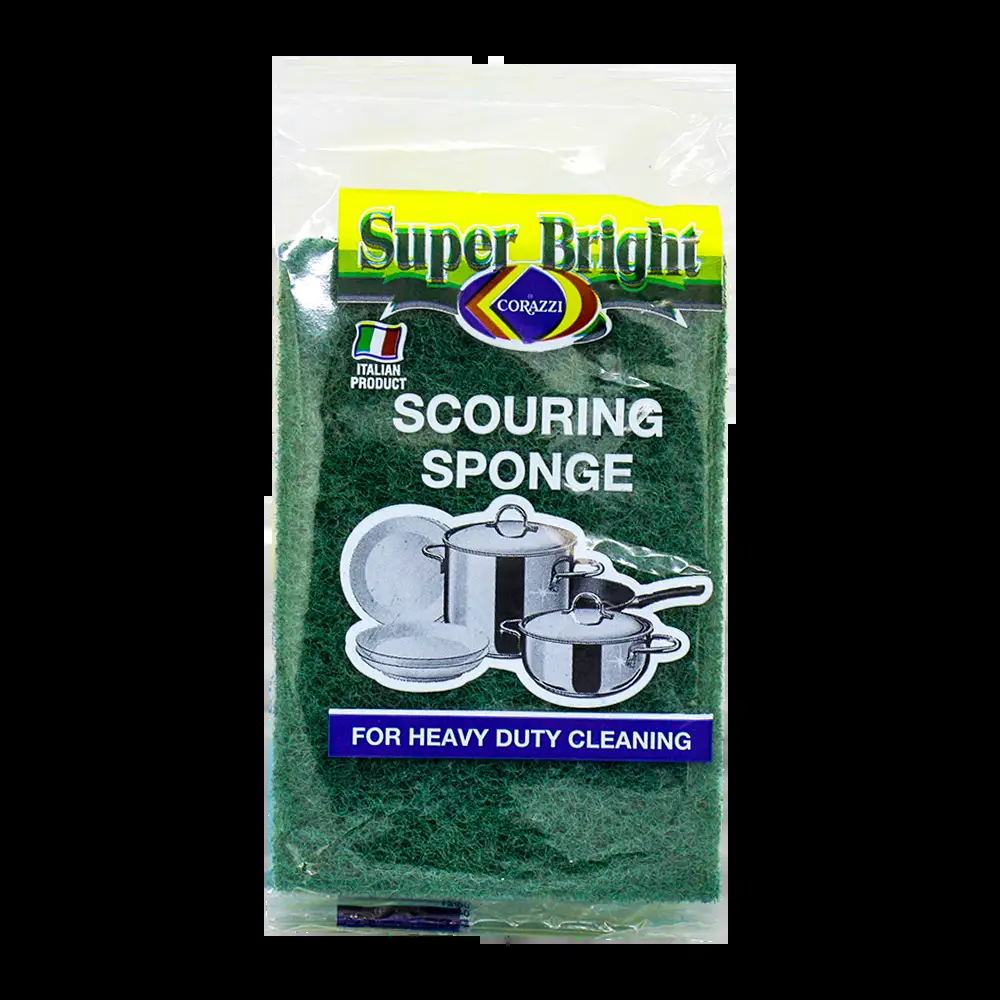 Super Bright
CORAZZI
ITALIAN
PRODUCT
SCOURING
SPONGE
FOR HEAVY DUTY CLEANING